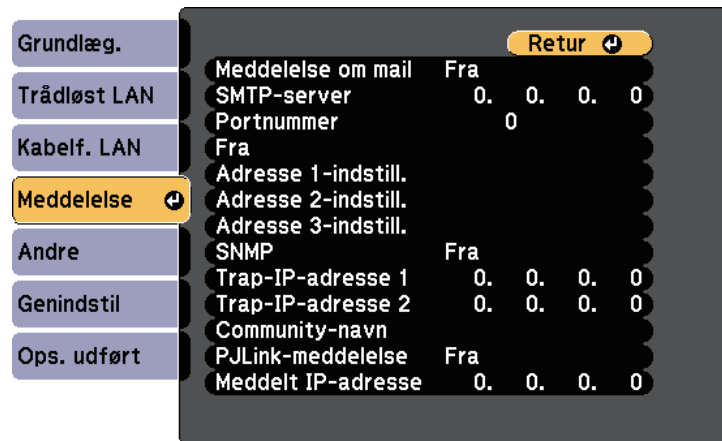 Grundlæg.
Trådløst LAN
Kabelf. LAN
Meddelelse
Andre
Genindstil
Ops. udført
Retur
Meddelelse om mail Fra
SMTP-server 0. 0. 0. 0
Portnummer 0
Fra
Adresse 1-indstill.
Adresse 2-indstill.
Adresse 3-indstill.
SNMP Fra
Trap-IP-adresse 1 0. 0. 0. 0
Trap-IP-adresse 2 0. 0. 0. 0
Community-navn
PJLink-meddelelse Fra
Meddelt IP-adresse 0. 0. 0. 0